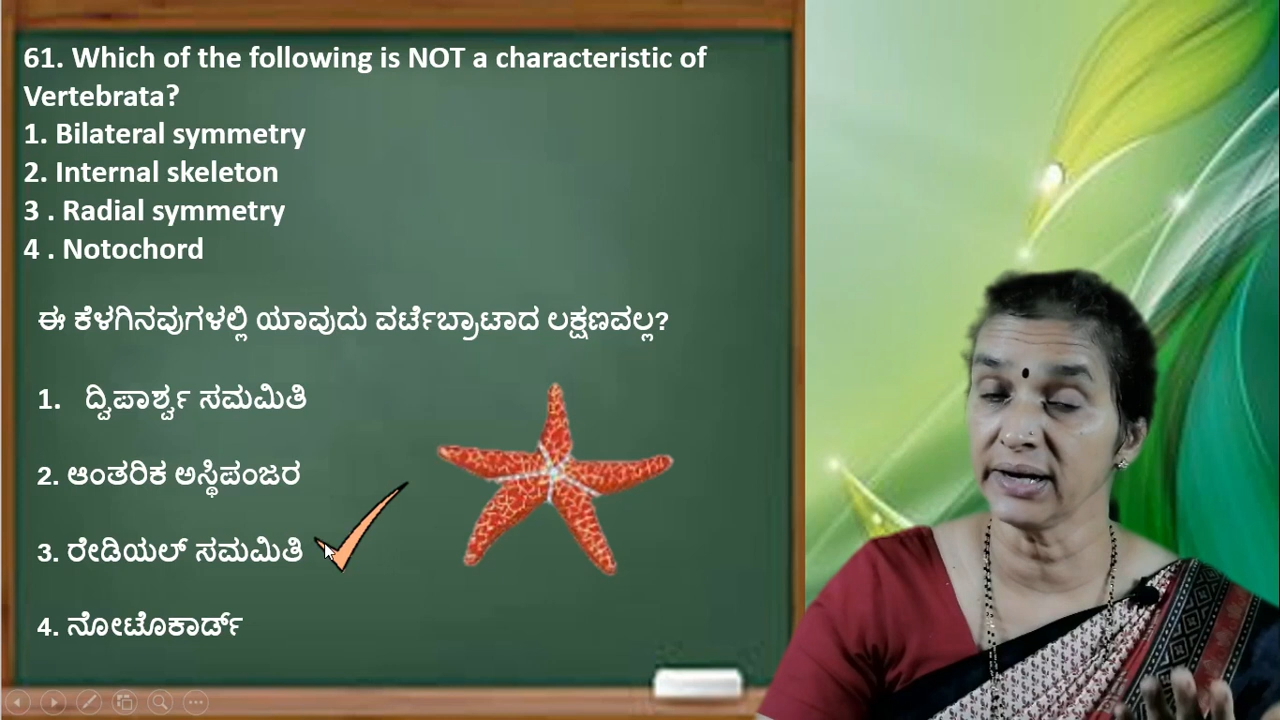 61. Which of the following is NOT a characteristic of
Vertebrata?
1. Bilateral symmetry
2. Internal skeleton
3 . Radial symmetry
4 . Notochord
ಈ ಕೆಳಗಿನವುಗಳಲ್ಲಿ ಯಾವುದು ವರ್ಟೆಬ್ರಾಟಾದ ಲಕ್ಷಣವಲ್ಲ?
1. ದ್ವಿಪಾರ್ಶ್ವ ಸಮಮಿತಿ
2. ಆಂತರಿಕ ಅಸ್ಥಿಪಂಜರ
3. ರೇಡಿಯಲ್ ಸಮಮಿತಿ
4. ನೋಟೊಕಾರ್ಡ್